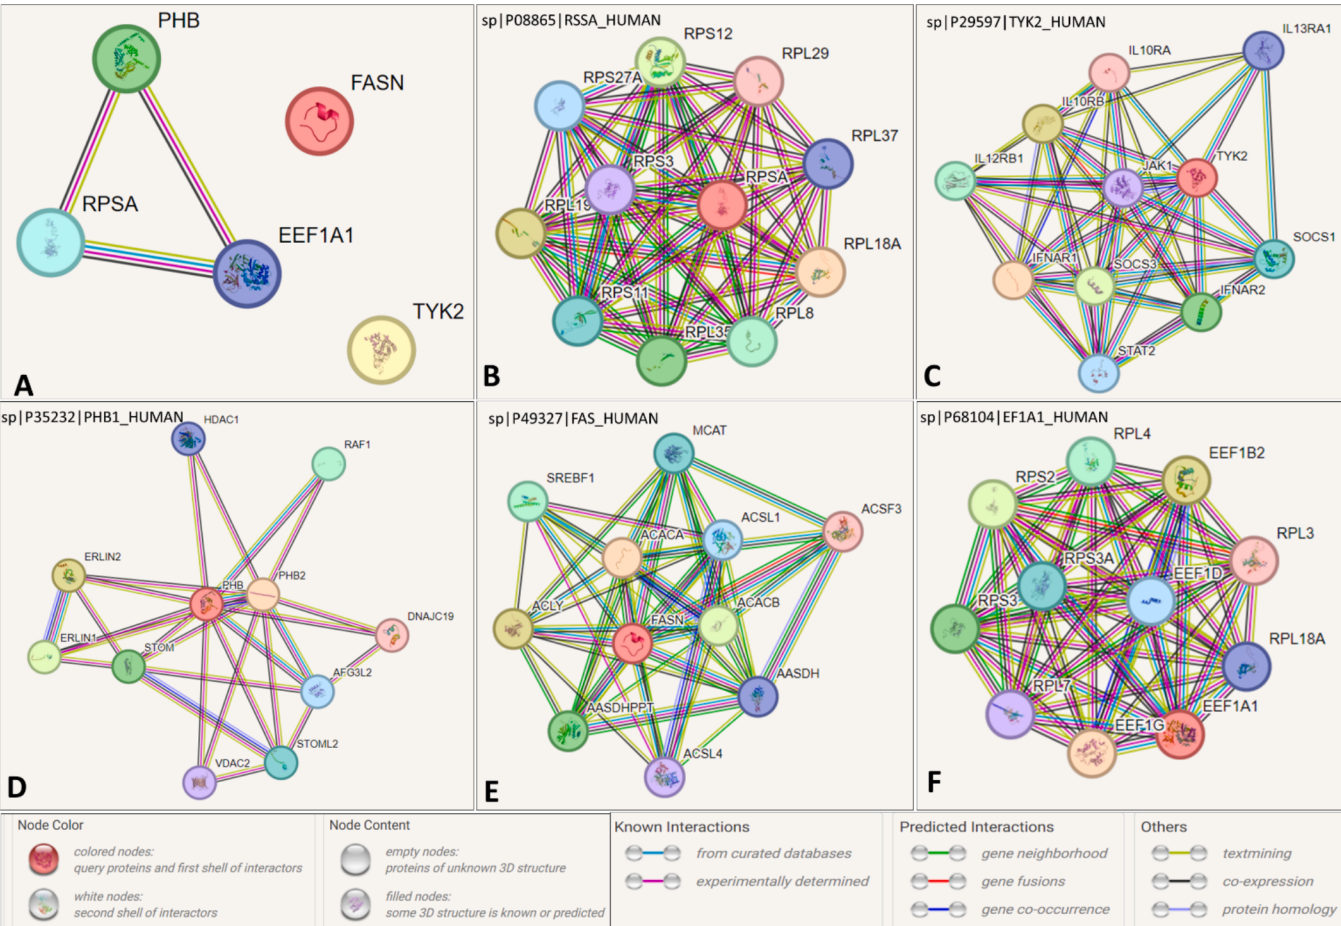 PHB
FASN
RPSA
EEF1A1
TYK2
A
sp|P08865|RSSA_HUMAN
RPS12
RPL29
RPS27A
RPL37
RPS3
RPSA
RPL19
RPL18A
RPS11
RPL8
RPL35
B
sp|P29597|TYK2_HUMAN
IL13RA1
IL10RA
IL10RB
IL12RB1
JAK1
TYK2
SOCS1
IFNAR1
SOCS3
IFNAR2
STAT2
C
sp|P35232|PHB1_HUMAN
HDAC1
RAF1
ERLIN2
PHB
PHB2
DNAJC19
ERLIN1
STOM
AFG3L2
STOML2
VDAC2
D
sp|P49327|FAS_HUMAN
MCAT
SREBF1
ACSL1
ACSF3
ACACA
ACACB
ACLY
FASN
AASDH
AASDHPPT
ACSL4
E
sp|P68104|EF1A1_HUMAN
RPL4
EEF1B2
RPS2
RPL3
RPS3A
EEF1D
RPS3
RPL18A
RPL7
EEF1A1
EEF1G
F
Node Color
colored nodes:
query proteins and first shell of interactors
white nodes:
second shell of interactors
Node Content
empty nodes:
proteins of unknown 3D structure
filled nodes:
some 3D structure is known or predicted
Known Interactions
from curated databases
experimentally determined
Predicted Interactions
gene neighborhood
gene fusions
gene co-occurrence
Others
textmining
co-expression
protein homology